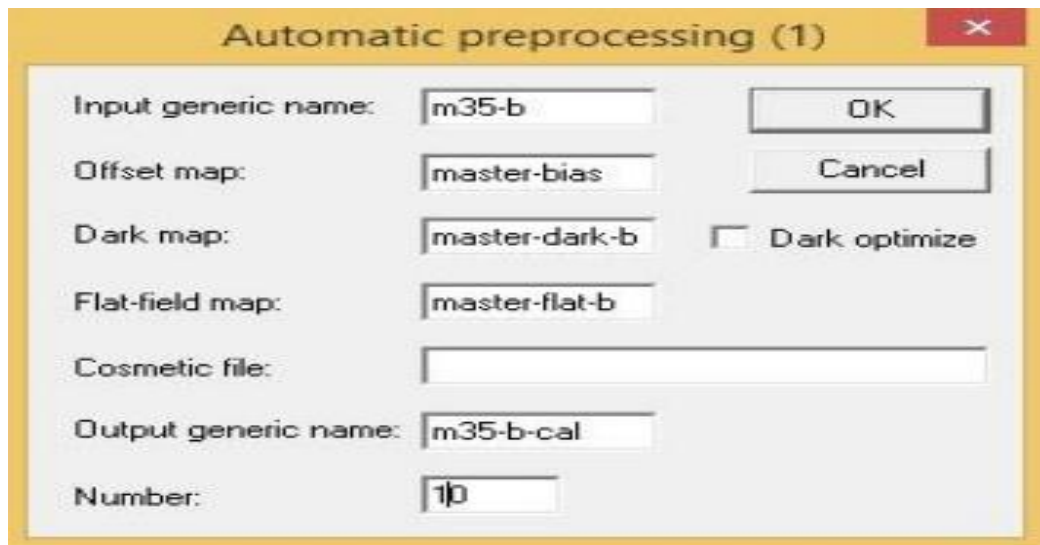 Automatic preprocessing (1)
Input generic name: m35-b OK
Offset map: master-bias Cancel
Dark map: master-dark-b Dark optimize
Flat-field map: master-flat-b
Cosmetic file:
Output generic name: m35-b-cal
Number: 10